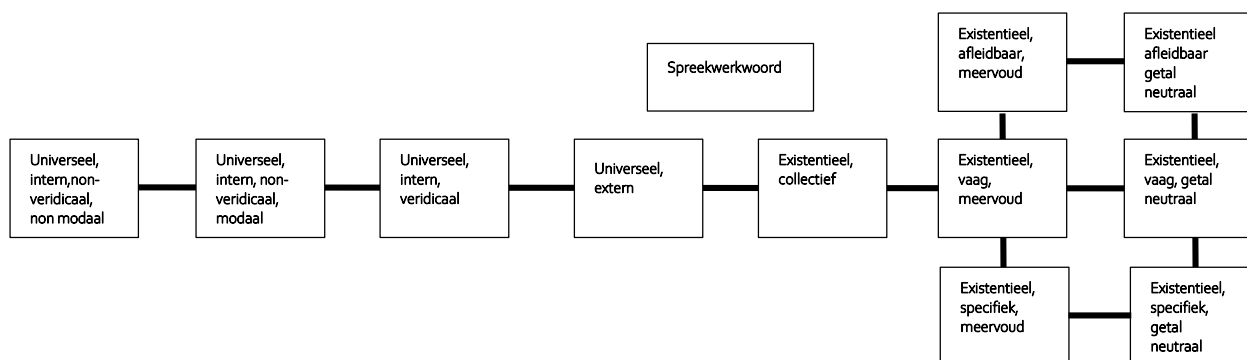 Spreekwerkwoord
Existentieel,
afleidbaar,
meervoud
Existentieel
afleidbaar
getal
neutraal
Universeel,
intern,non-
veridicaal,
non modaal
Universeel,
intern, non-
veridicaal,
modaal
Universeel,
intern,
veridicaal
Universeel,
extern
Existentieel,
collectief
Existentieel,
vaag,
meervoud
Existentieel,
vaag, getal
neutraal
Existentieel,
specifiek,
meervoud
Existentieel,
specifiek,
getal
neutraal